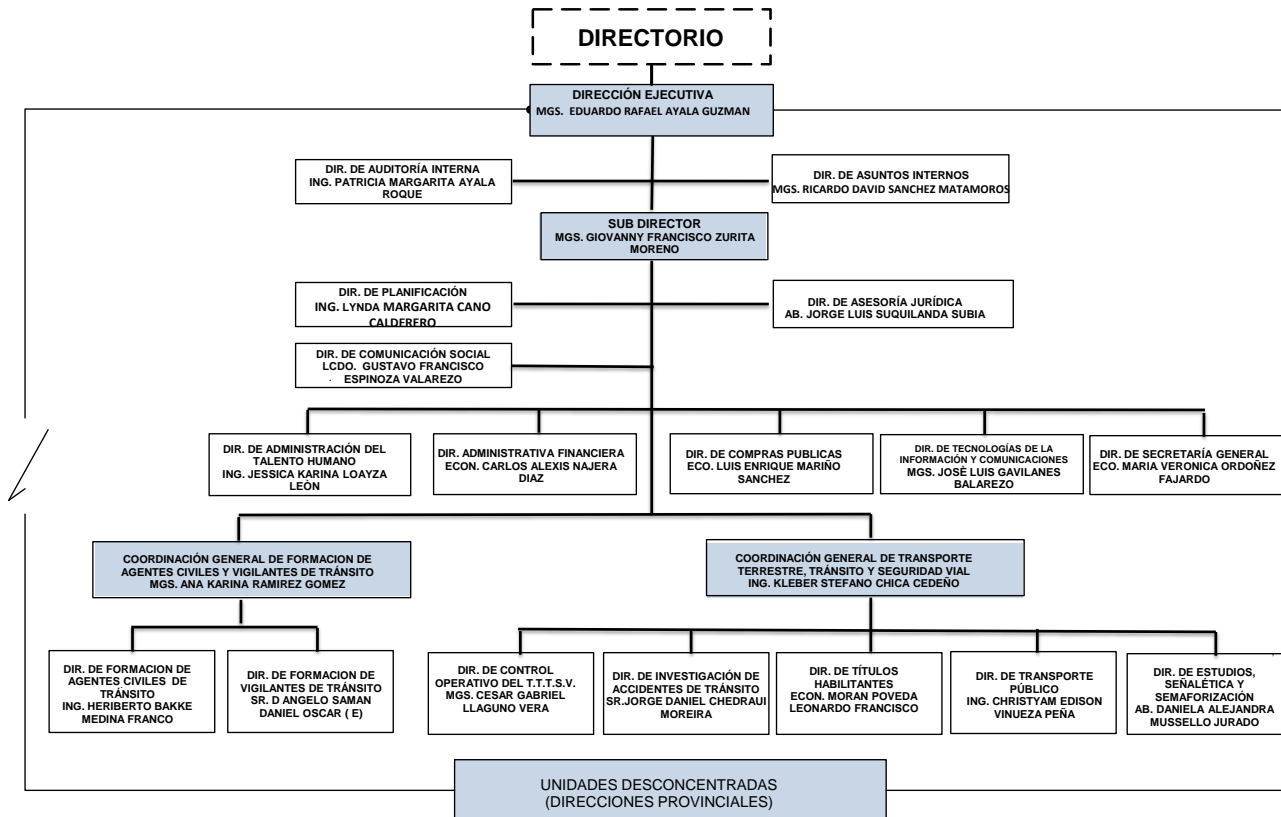 DIRECTORIO
DIRECCIÓN EJECUTIVA
MGS. EDUARDO RAFAEL AYALA GUZMAN
DIR. DE AUDITORÍA INTERNA
ING. PATRICIA MARGARITA AYALA
ROQUE
DIR. DE ASUNTOS INTERNOS
MGS. RICARDO DAVID SANCHEZ MATAMOROS
SUB DIRECTOR
MGS. GIOVANNY FRANCISCO ZURITA
MORENO
DIR. DE PLANIFICACIÓN
ING. LYNDA MARGARITA CANO
CALDERERO
DIR. DE ASESORÍA JURÍDICA
AB. JORGE LUIS SUQUILANDA SUBIA
DIR. DE COMUNICACIÓN SOCIAL
LCDO. GUSTAVO FRANCISCO
. ESPINOZA VALAREZO
DIR. DE ADMINISTRACIÓN DEL
TALENTO HUMANO
ING. JESSICA KARINA LOAYZA
LEÒN
DIR. ADMINISTRATIVA FINANCIERA
ECON. CARLOS ALEXIS NAJERA
DIAZ
DIR. DE COMPRAS PUBLICAS
ECO. LUIS ENRIQUE MARIÑO
SANCHEZ
DIR. DE TECNOLOGÍAS DE LA
INFORMACIÓN Y COMUNICACIONES
MGS. JOSÈ LUIS GAVILANES
BALAREZO
DIR. DE SECRETARÍA GENERAL
ECO. MARIA VERONICA ORDOÑEZ
FAJARDO
COORDINACIÓN GENERAL DE FORMACION DE
AGENTES CIVILES Y VIGILANTES DE TRÁNSITO
MGS. ANA KARINA RAMIREZ GOMEZ
COORDINACIÓN GENERAL DE TRANSPORTE
TERRESTRE, TRÁNSITO Y SEGURIDAD VIAL
ING. KLEBER STEFANO CHICA CEDEÑO
DIR. DE FORMACION DE
AGENTES CIVILES DE
TRÁNSITO
ING. HERIBERTO BAKKE
MEDINA FRANCO
DIR. DE FORMACION DE
VIGILANTES DE TRÁNSITO
SR. D ANGELO SAMAN
DANIEL OSCAR ( E)
DIR. DE CONTROL
OPERATIVO DEL T.T.T.S.V.
MGS. CESAR GABRIEL
LLAGUNO VERA
DIR. DE INVESTIGACIÓN DE
ACCIDENTES DE TRÁNSITO
SR.JORGE DANIEL CHEDRAUI
MOREIRA
DIR. DE TÍTULOS
HABILITANTES
ECON. MORAN POVEDA
LEONARDO FRANCISCO
DIR. DE TRANSPORTE
PÚBLICO
ING. CHRISTYAM EDISON
VINUEZA PEÑA
DIR. DE ESTUDIOS,
SEÑALÉTICA Y
SEMAFORIZACIÓN
AB. DANIELA ALEJANDRA
MUSSELLO JURADO
UNIDADES DESCONCENTRADAS
(DIRECCIONES PROVINCIALES)